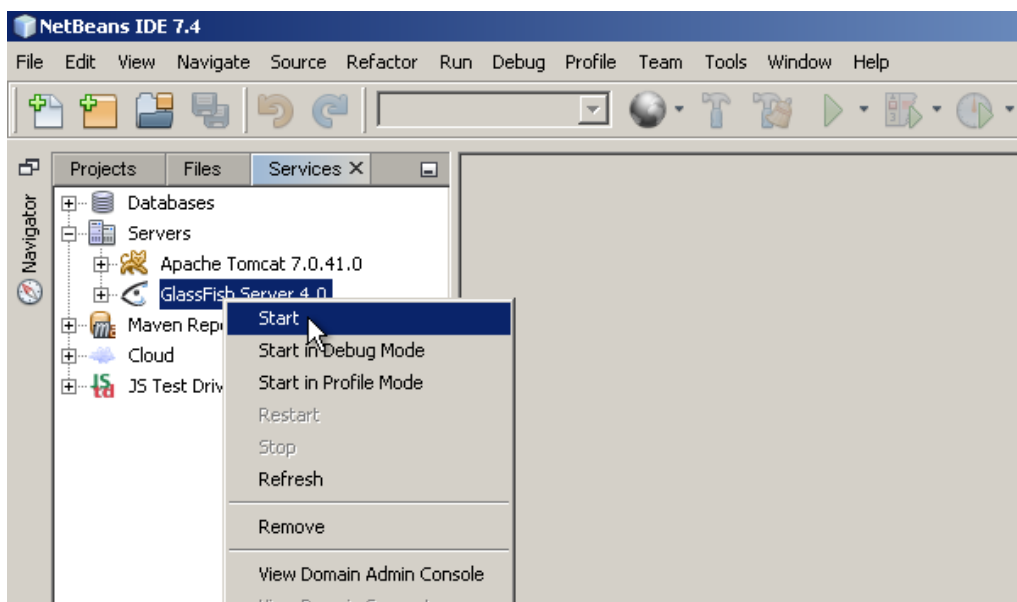 NetBeans IDE 7.4
File Edit View Navigate Source Refactor Run Debug Profile Team Tools Window Help
Projects Files Services
Navigator
Databases
Servers
Apache Tomcat 7.0.41.0
GlassFish Server 4.0
Maven
Cloud
JS Test
Start
Start in Debug Mode
Start in Profile Mode
Restart
Stop
Refresh
Remove
View Domain Admin Console